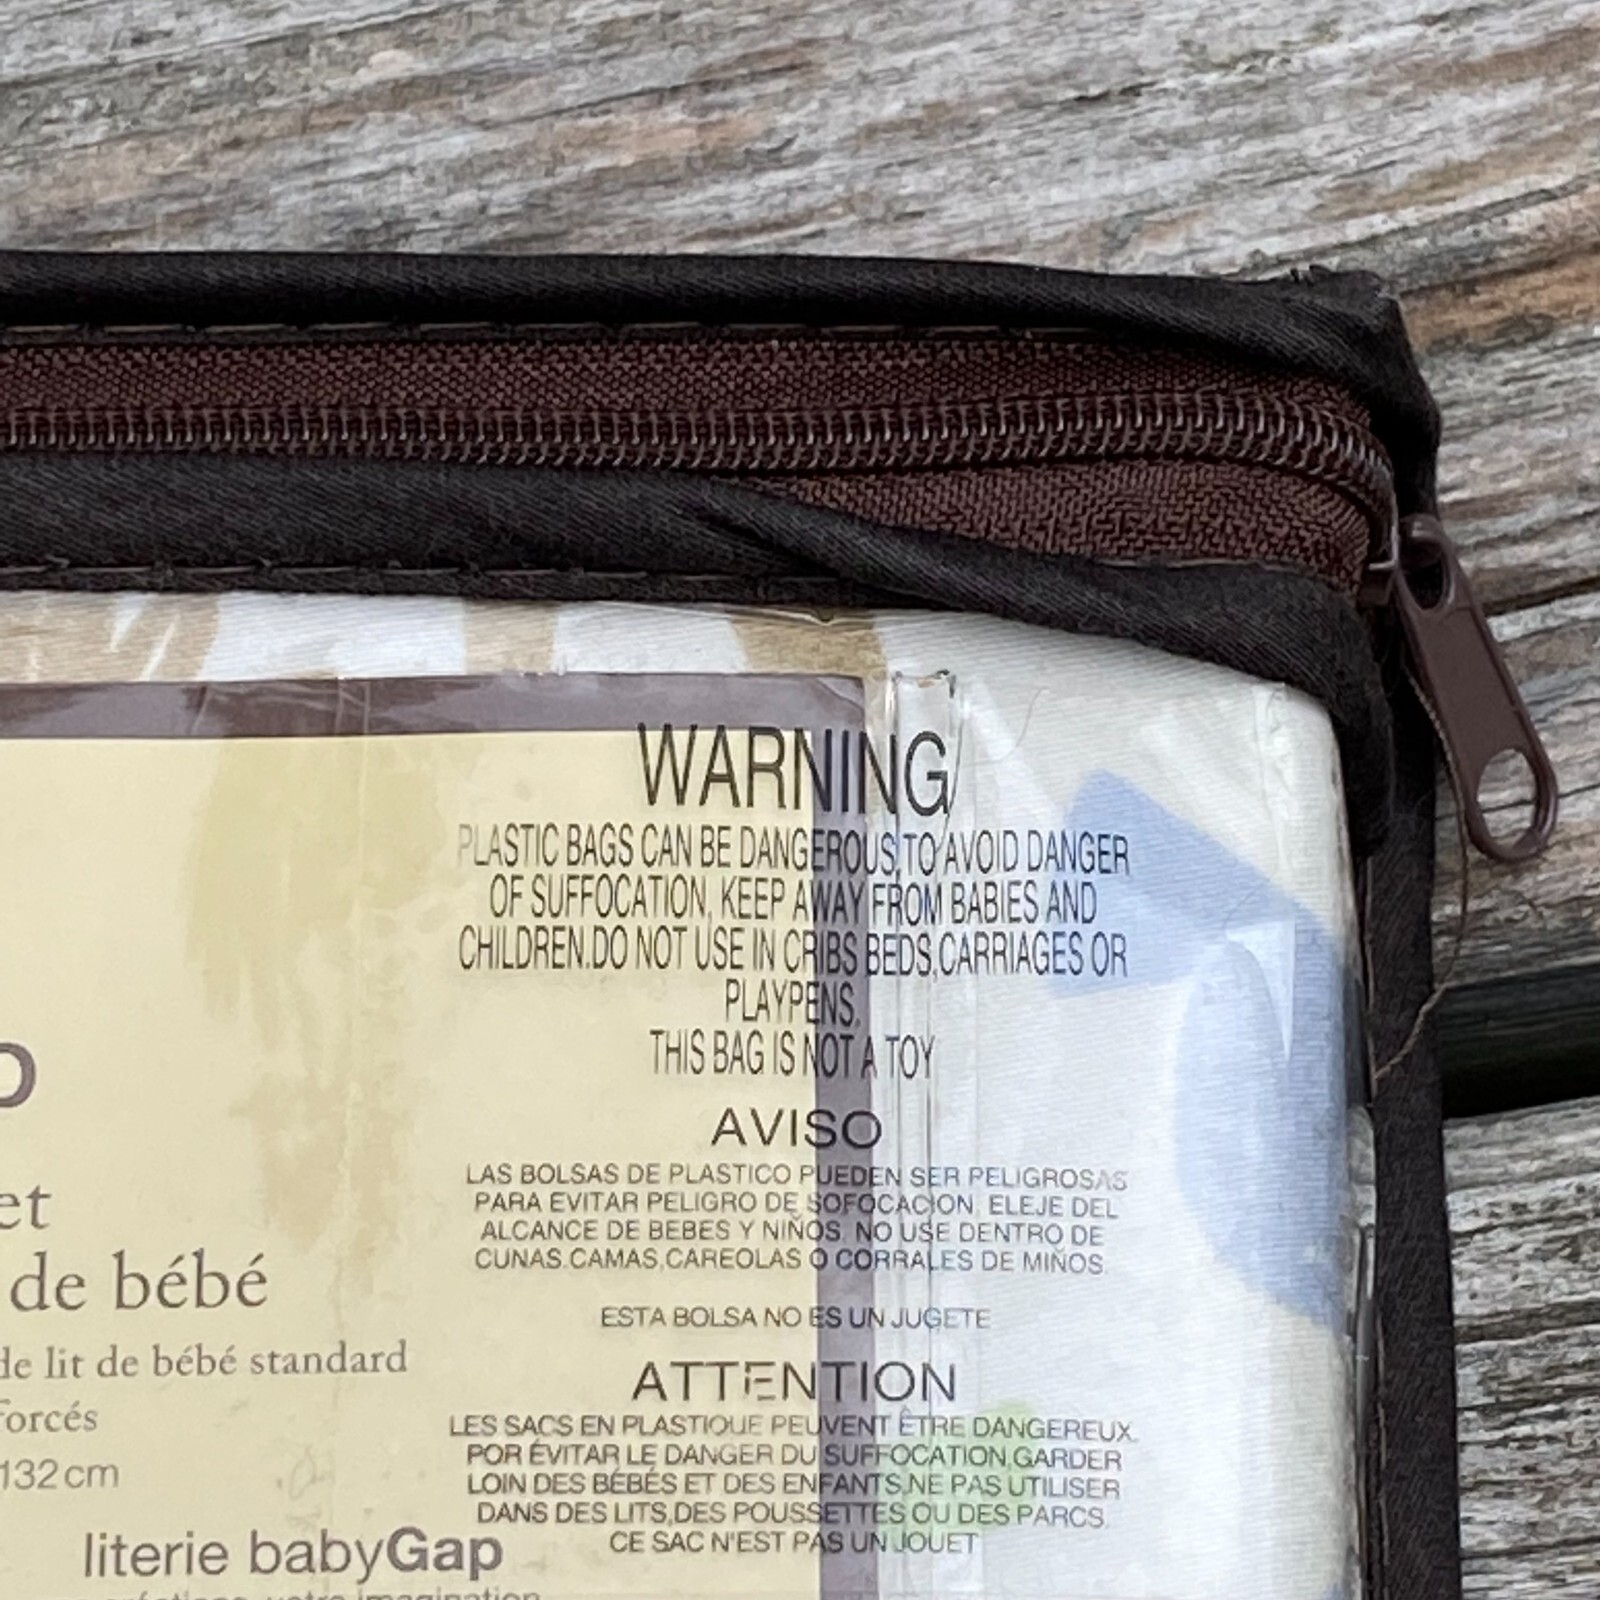 WARNING
PLASTIC BAGS CAN BE DANGEROUS,TO AVOID DANGER
OF SUFFOCATION, KEEP AWAY FROM BABIES AND
CHILDREN.DO NOT USE IN CRIBS BEDS,CARRIAGES OR
PLAYPENS.
THIS BAG IS NOT A TOY
AVISO
LAS BOLSAS DE PLASTICO PUEDEN SER PELIGROSAS
PARA EVITAR PELIGRO DE SOFOCACION, ELEJE DEL
ALCANCE DE BEBES Y NIÑOS. NO USE DENTRO DE
CUNAS.CAMAS,CAREOLAS O CORRALES DE MIÑOS.
ESTA BOLSA NO ES UN JUGETE
ATTENTION
LES SACS EN PLASTIQUE PEUVENT ÊTRE DANGEREUX.
POR ÉVITAR LE DANGER DU SUFFOCATION,GARDER
LOIN DES BÉBÉS ET DES ENFANTS,NE PAS UTILISER
DANS DES LITS,DES POUSSETTES OU DES PARCS.
CE SAC N'EST PAS UN JOUET
et
de bébé
de lit de bébé standard
forcés
132 cm
literie babyGap
créations, votre imagination